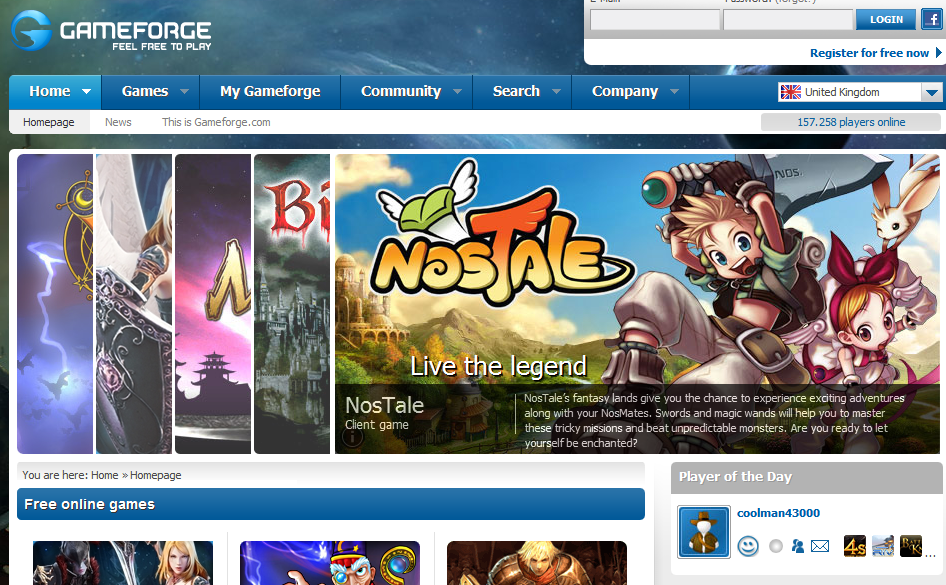 E-Mail Password (forgot?)
GAMEFORGE
FEEL FREE TO PLAY
LOGIN
f
Register for free now
Home Games My Gameforge Community Search Company
United Kingdom
Homepage News This is Gameforge.com
157.258 players online
Bi
NOS.
NosTale
Live the legend
NosTale
Client game
NosTale's fantasy lands give you the chance to experience exciting adventures
along with your NosMates. Swords and magic wands will help you to master
these tricky missions and beat unpredictable monsters. Are you ready to let
yourself be enchanted?
You are here: Home » Homepage
Player of the Day
Free online games
coolman43000
4s